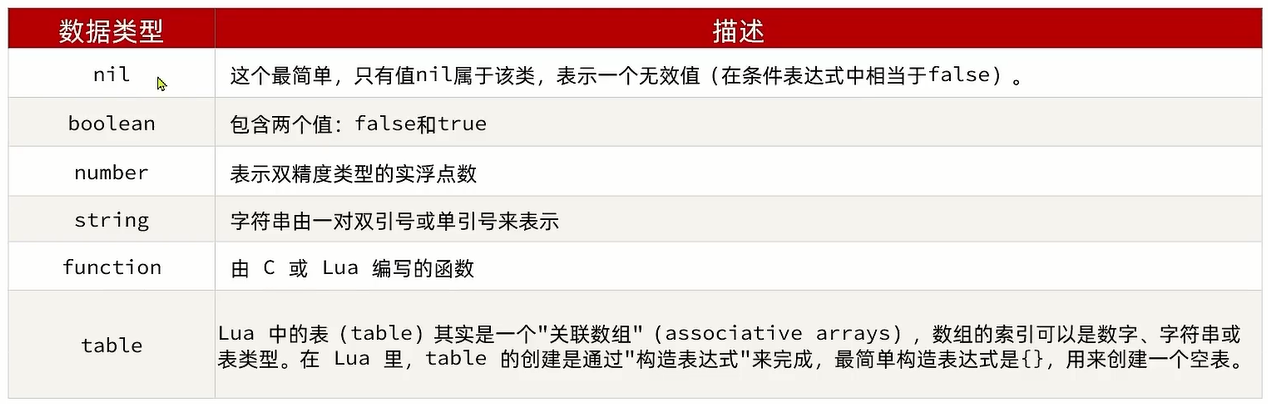 数据类型 描述
nil 这个最简单，只有值nil属于该类，表示一个无效值（在条件表达式中相当于false）。
boolean 包含两个值：false和true
number 表示双精度类型的实浮点数
string 字符串由一对双引号或单引号来表示
function 由 C 或 Lua 编写的函数
table Lua 中的表（table）其实是一个"关联数组"（associative arrays），数组的索引可以是数字、字符串或
表类型。在 Lua 里，table 的创建是通过"构造表达式"来完成，最简单构造表达式是{}，用来创建一个空表。